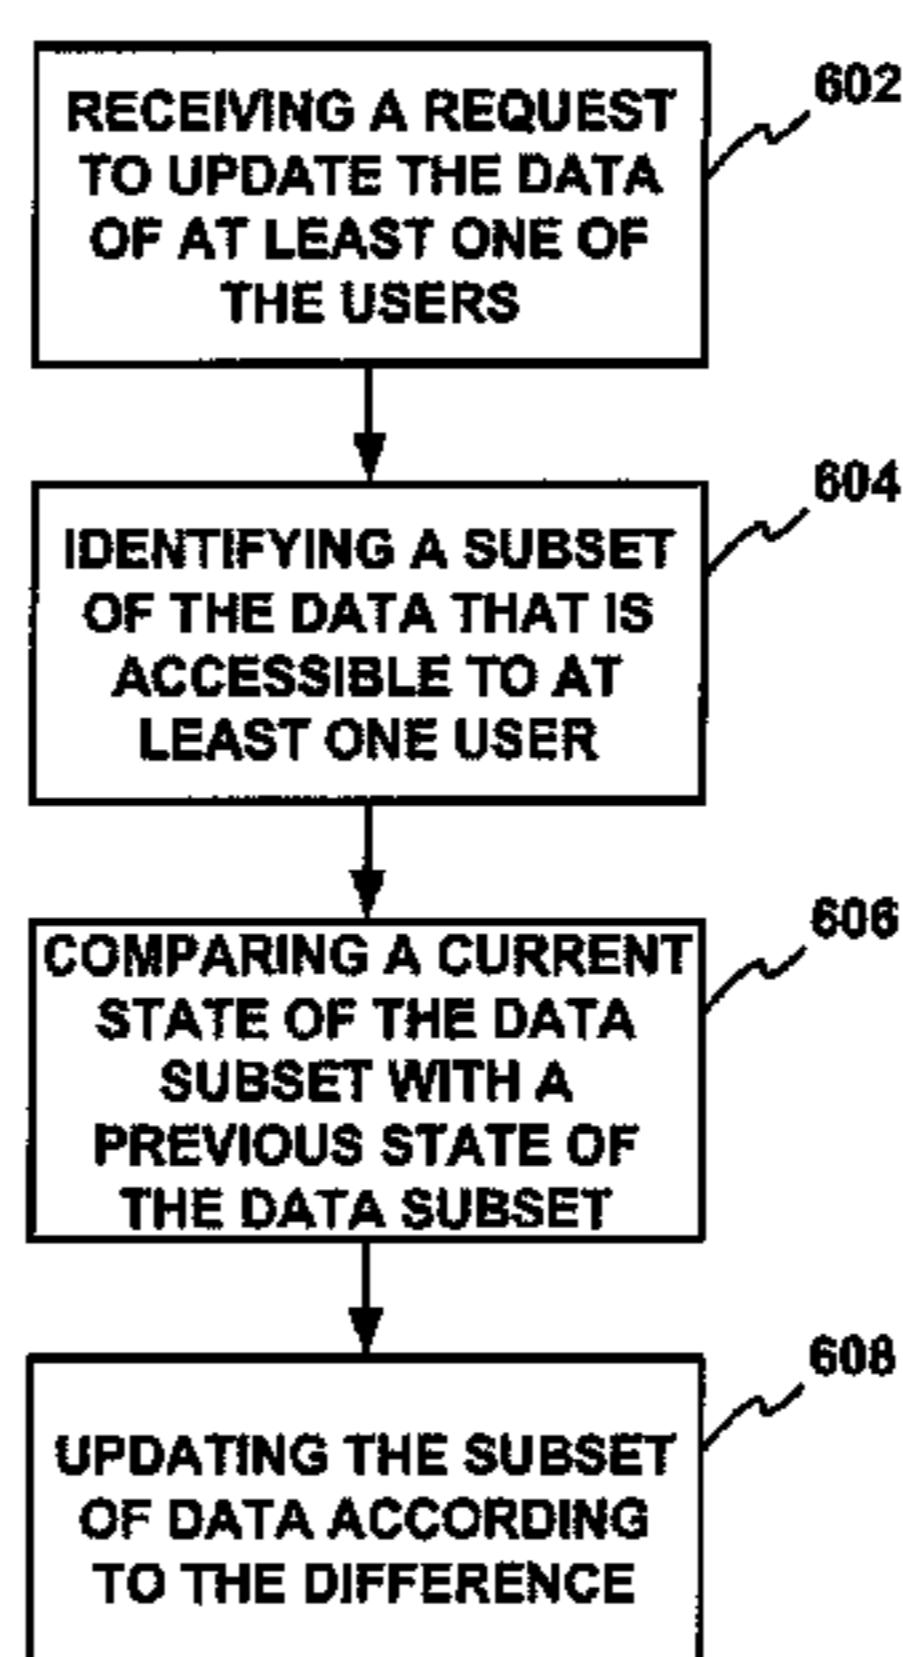 602
RECEIVING A REQUEST
TO UPDATE THE DATA
OF AT LEAST ONE OF
THE USERS
604
IDENTIFYING A SUBSET
OF THE DATA THAT IS
ACCESSIBLE TO AT
LEAST ONE USER
606
COMPARING A CURRENT
STATE OF THE DATA
SUBSET WITH A
PREVIOUS STATE OF
THE DATA SUBSET
608
UPDATING THE SUBSET
OF DATA ACCORDING
TO THE DIFFERENCE